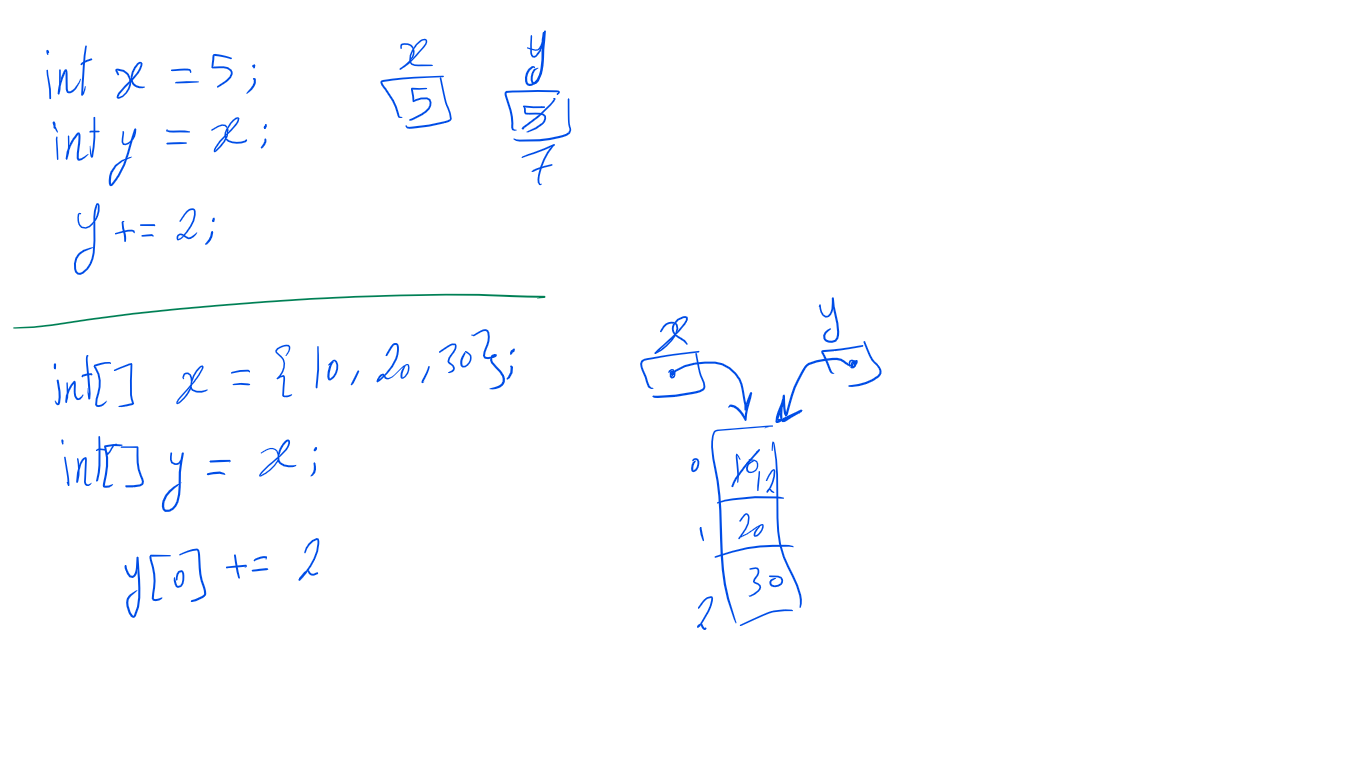 int x = 5;
int y = x;
y += 2;
x y
5 5
7
int[] x = {10, 20, 30};
int[] y = x;
y[0] += 2
x y
0 10 12
1 20
2 30